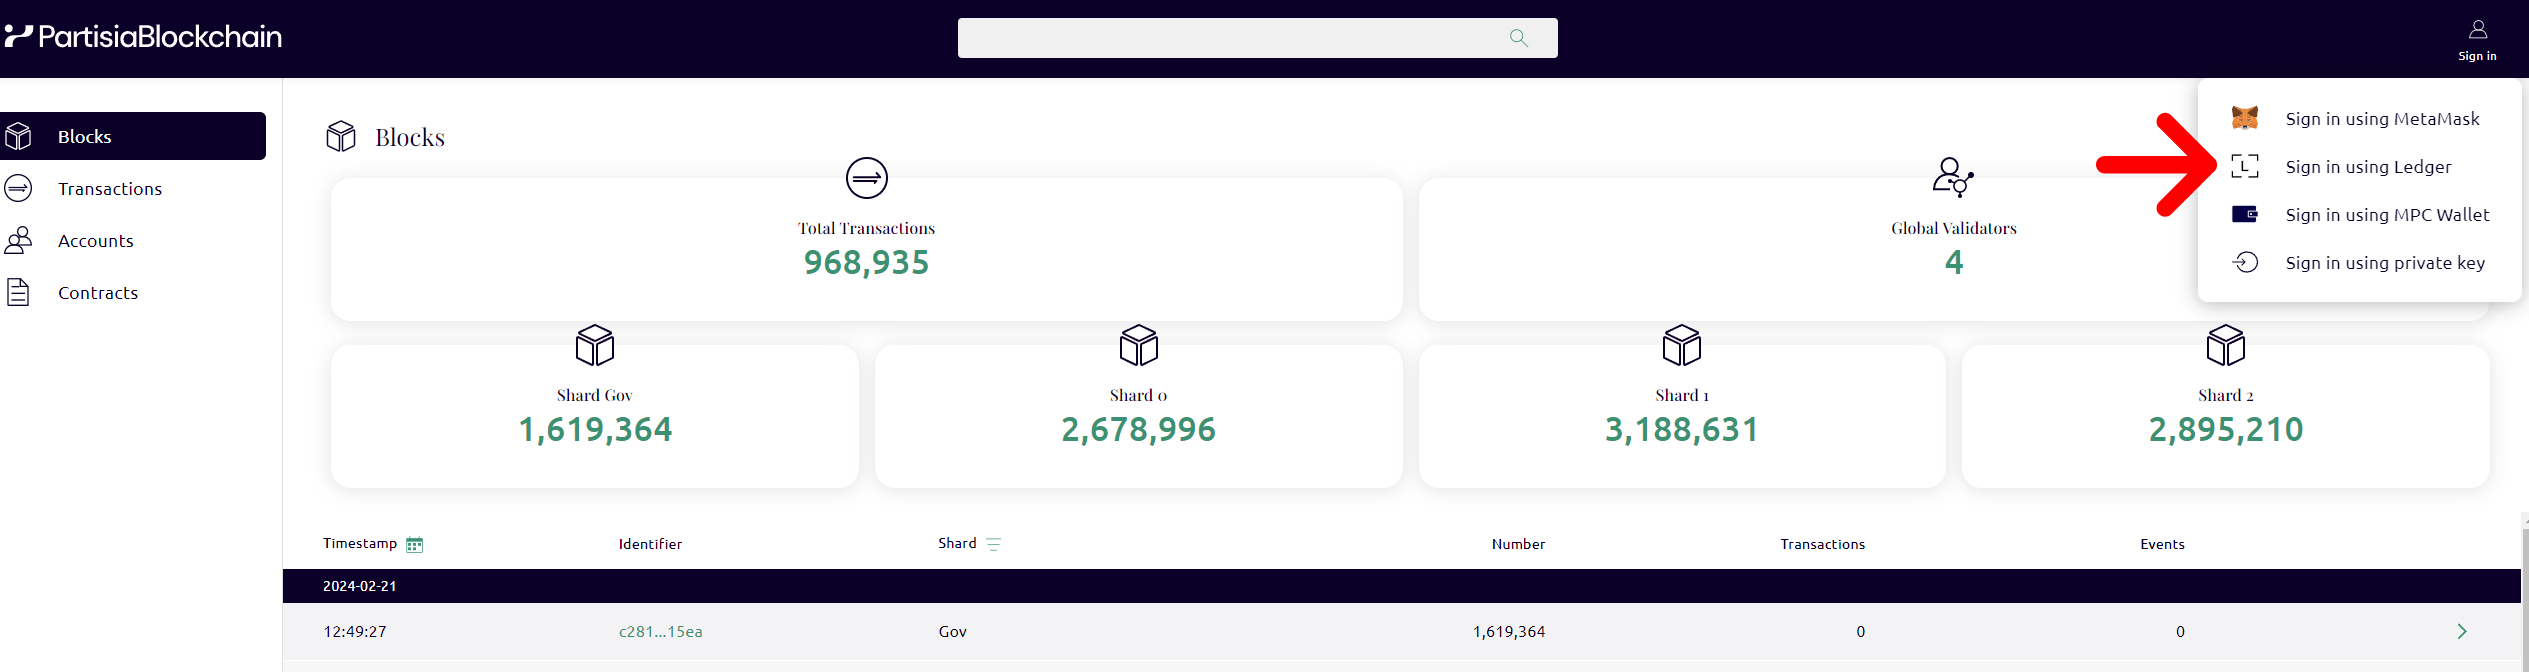 PartisiaBlockchain
Sign in
Blocks
Transactions
Accounts
Contracts
Blocks
Sign in using MetaMask
Sign in using Ledger
Sign in using MPC Wallet
Sign in using private key
Total Transactions
968,935
Global Validators
4
Shard Gov
1,619,364
Shard 0
2,678,996
Shard 1
3,188,631
Shard 2
2,895,210
Timestamp Identifier Shard Number Transactions Events
2024-02-21
12:49:27 c281...15ea Gov 1,619,364 0 0